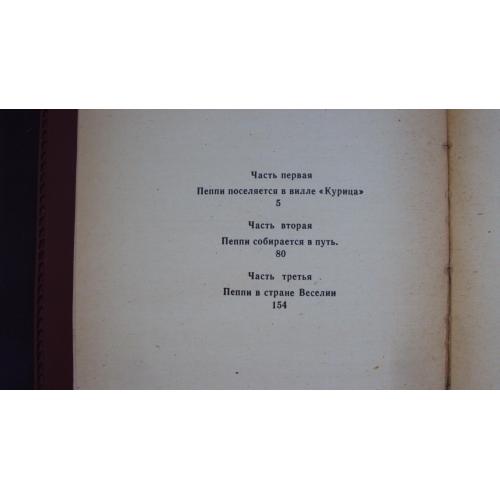 Часть первая
Пеппи поселяется в вилле «Курица»
5
Часть вторая
Пеппи собирается в путь.
80
Часть третья
Пеппи в стране Веселии
154